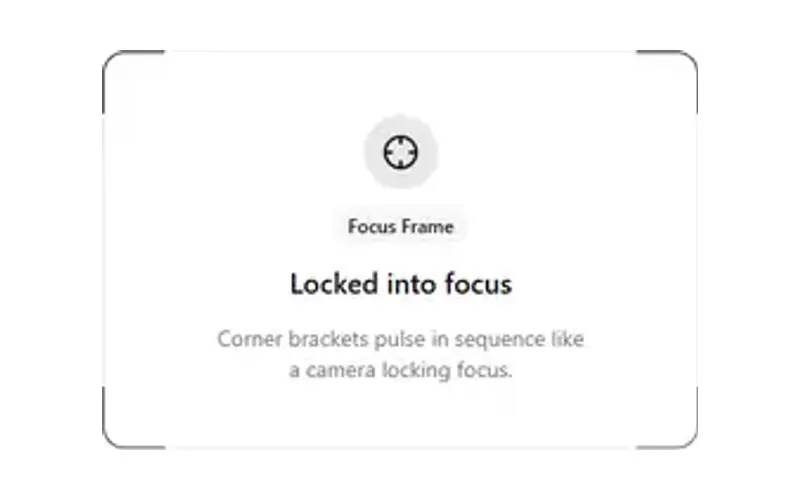 Focus Frame
Locked into focus
Corner brackets pulse in sequence like
a camera locking focus.